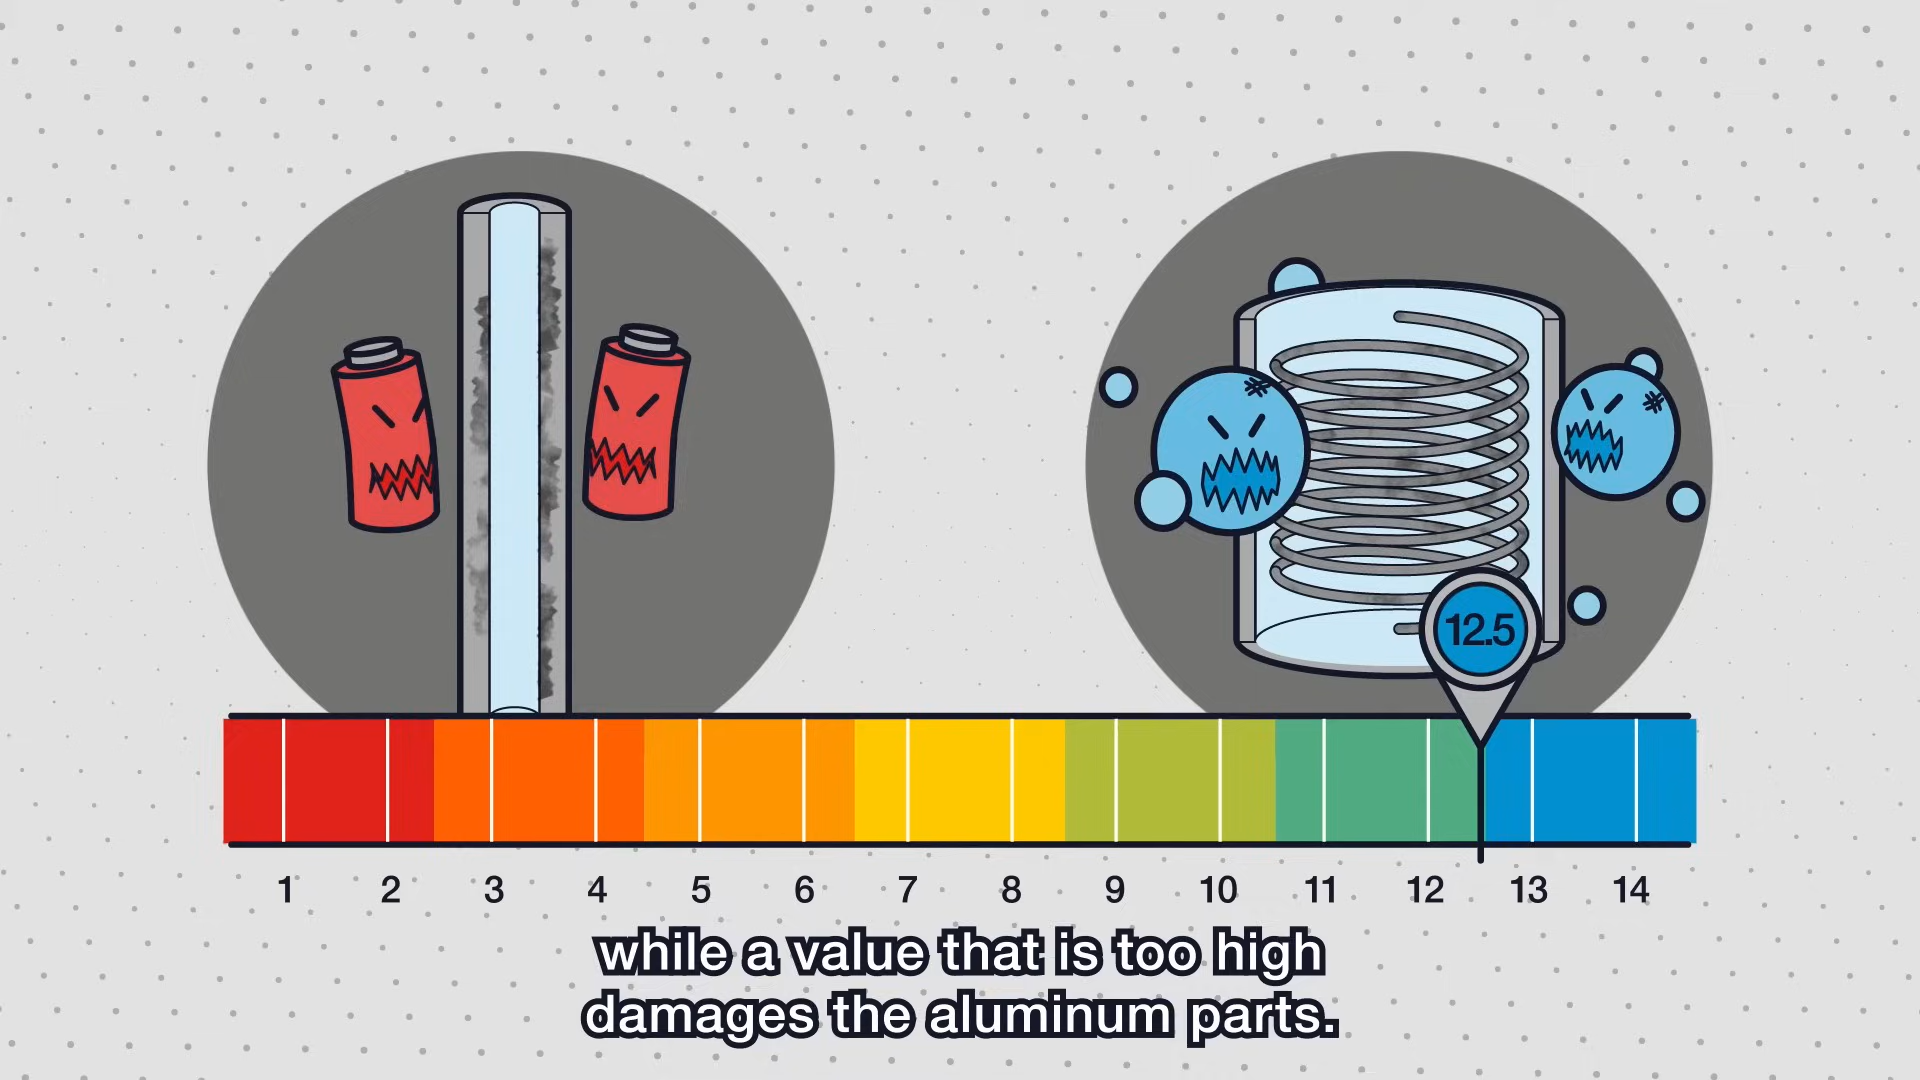 12.5
1 2 3 4 5 6 7 8 9 10 11 12 13 14
while a value that is too high
damages the aluminum parts.